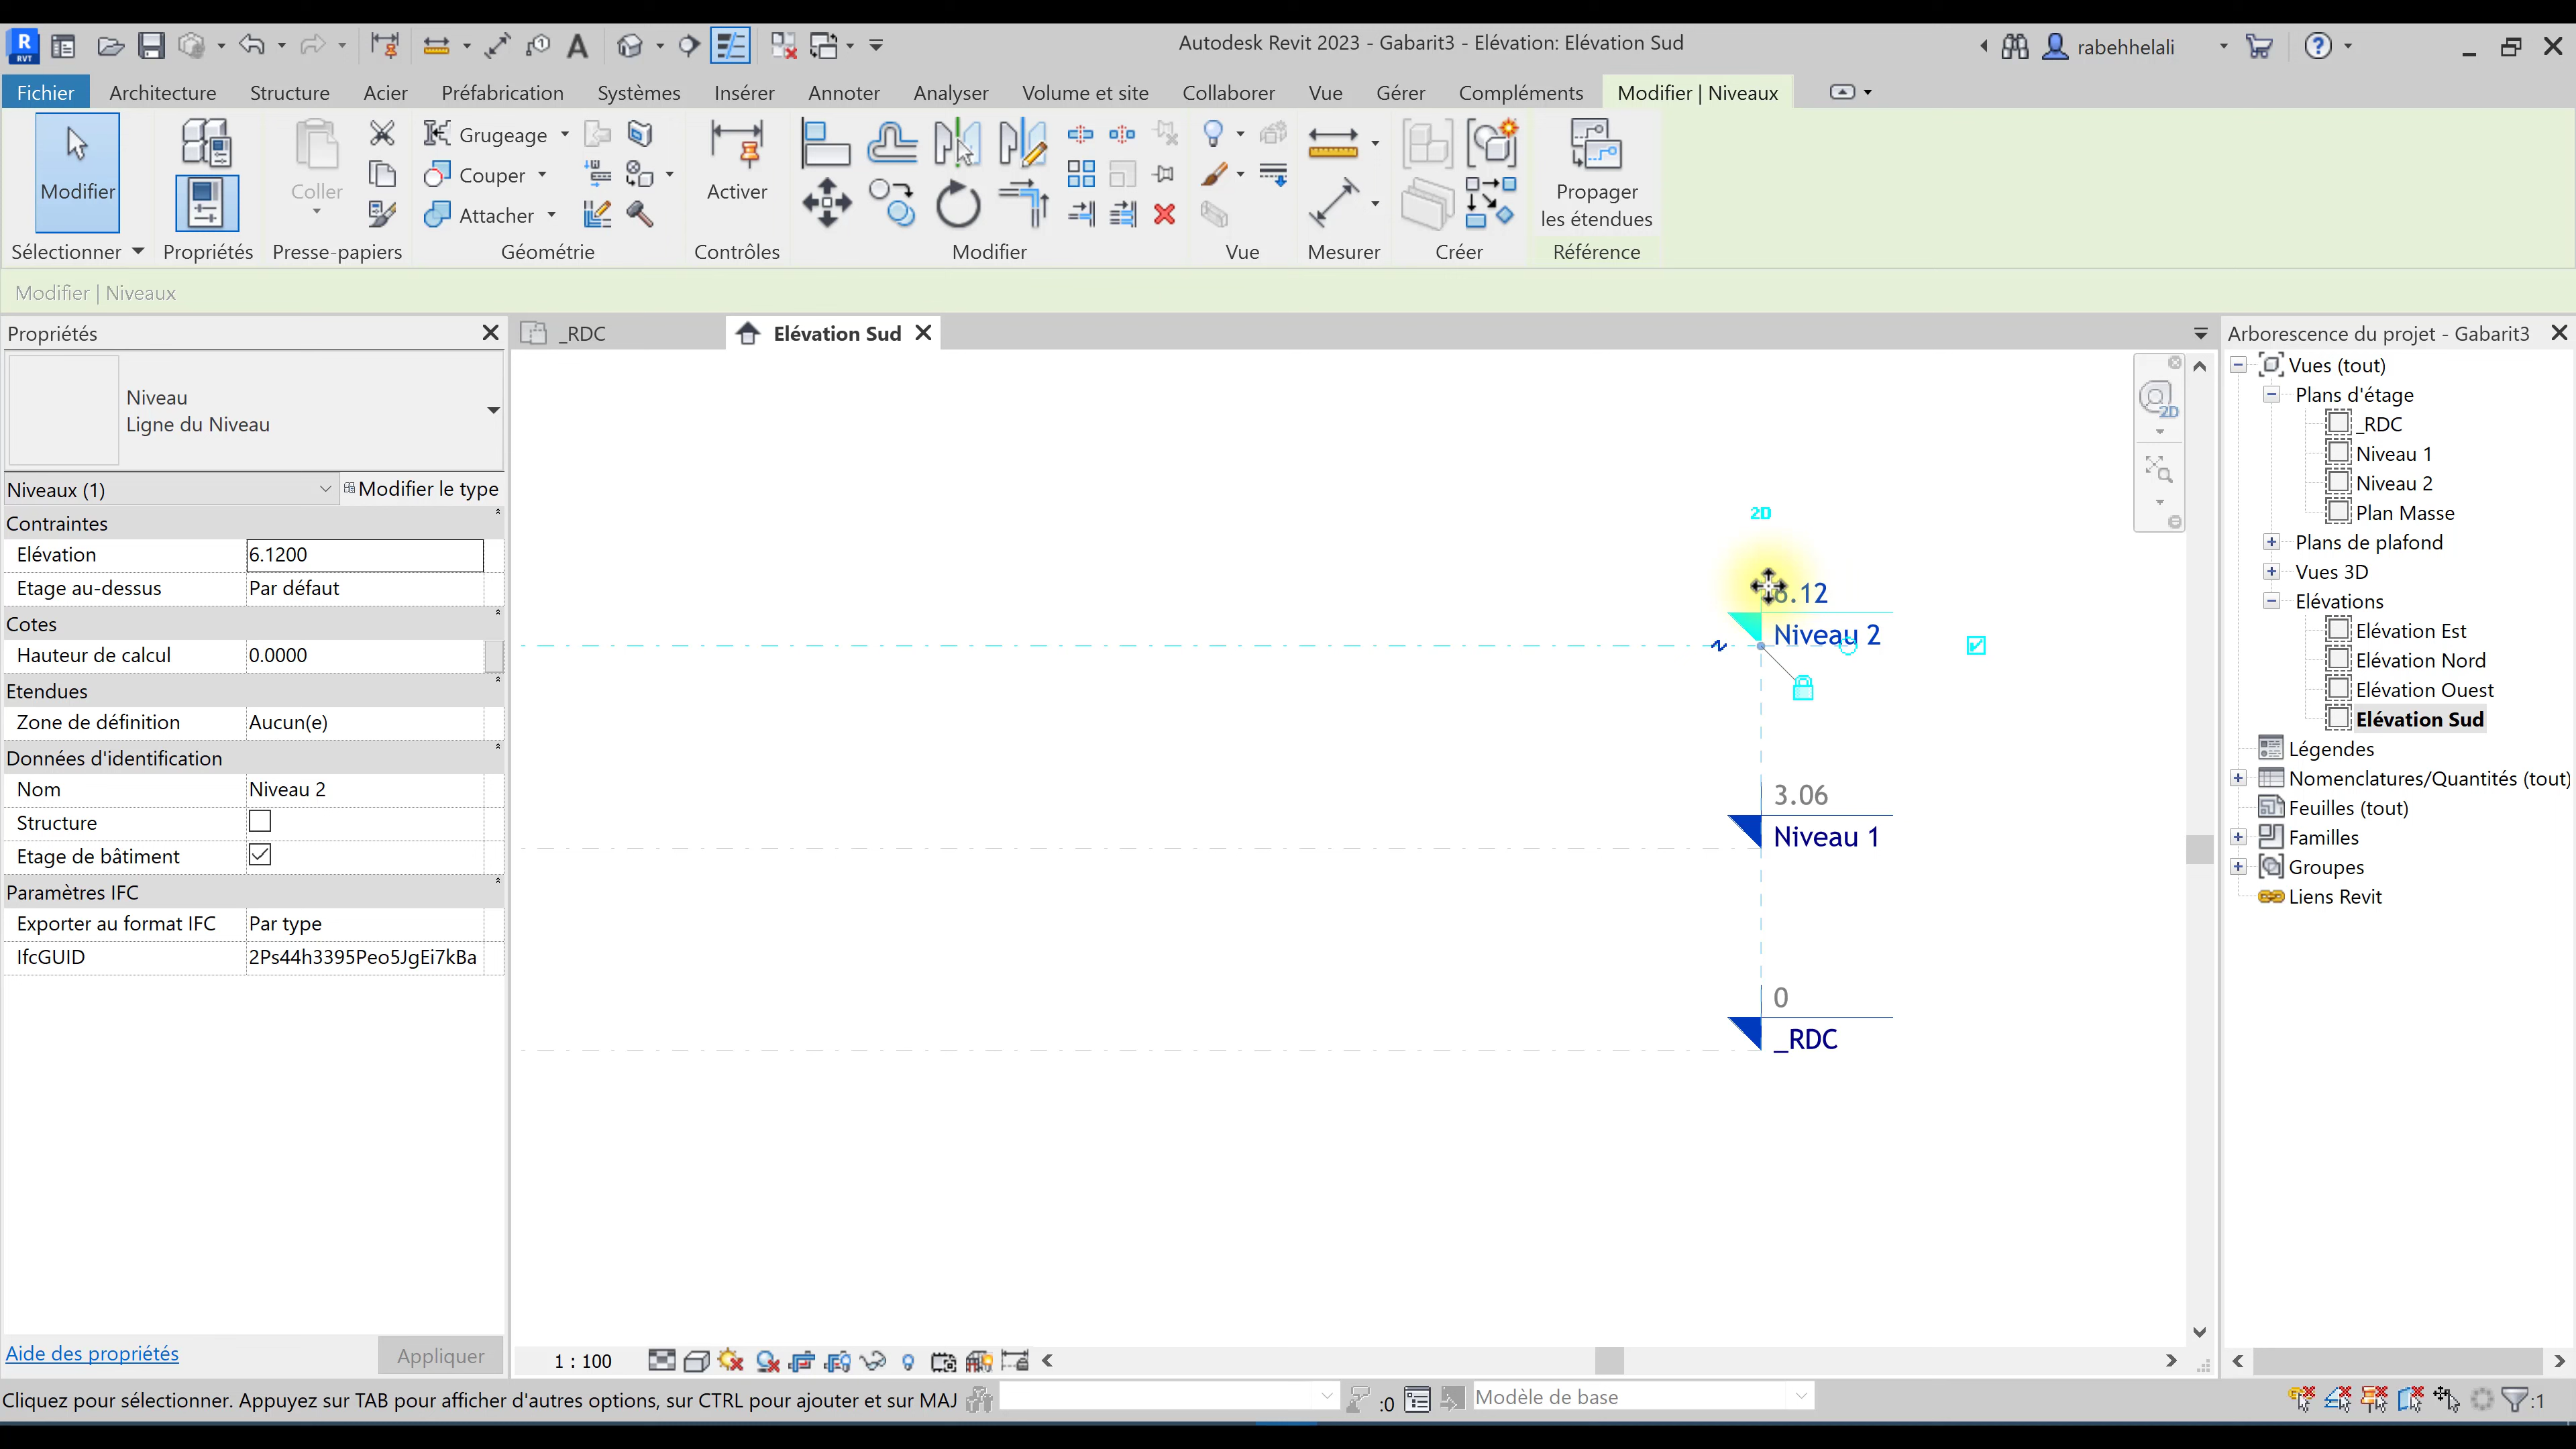 R
RVT
Autodesk Revit 2023 - Gabarit3 - Elévation: Elévation Sud
rabehhelali
Fichier Architecture Structure Acier Préfabrication Systèmes Insérer Annoter Analyser Volume et site Collaborer Vue Gérer Compléments Modifier | Niveaux
Modifier
Coller
Grugeage
Couper
Attacher
Activer
Propager
les étendues
Sélectionner Propriétés Presse-papiers Géométrie Contrôles Modifier Vue Mesurer Créer Référence
Modifier | Niveaux
Propriétés
Niveau
Ligne du Niveau
Niveaux (1) Modifier le type
Contraintes
Elévation 6.1200
Etage au-dessus Par défaut
Cotes
Hauteur de calcul 0.0000
Etendues
Zone de définition Aucun(e)
Données d'identification
Nom Niveau 2
Structure
Etage de bâtiment
Paramètres IFC
Exporter au format IFC Par type
IfcGUID 2Ps44h3395Peo5JgEi7kBa
Aide des propriétés Appliquer
_RDC Elévation Sud
2D
6.12
Niveau 2
3.06
Niveau 1
0
_RDC
2D
1 : 100
Arborescence du projet - Gabarit3
Vues (tout)
Plans d'étage
_RDC
Niveau 1
Niveau 2
Plan Masse
Plans de plafond
Vues 3D
Elévations
Elévation Est
Elévation Nord
Elévation Ouest
Elévation Sud
Légendes
Nomenclatures/Quantités (tout)
Feuilles (tout)
Familles
Groupes
Liens Revit
Cliquez pour sélectionner. Appuyez sur TAB pour afficher d'autres options, sur CTRL pour ajouter et sur MAJ :0 Modèle de base :1